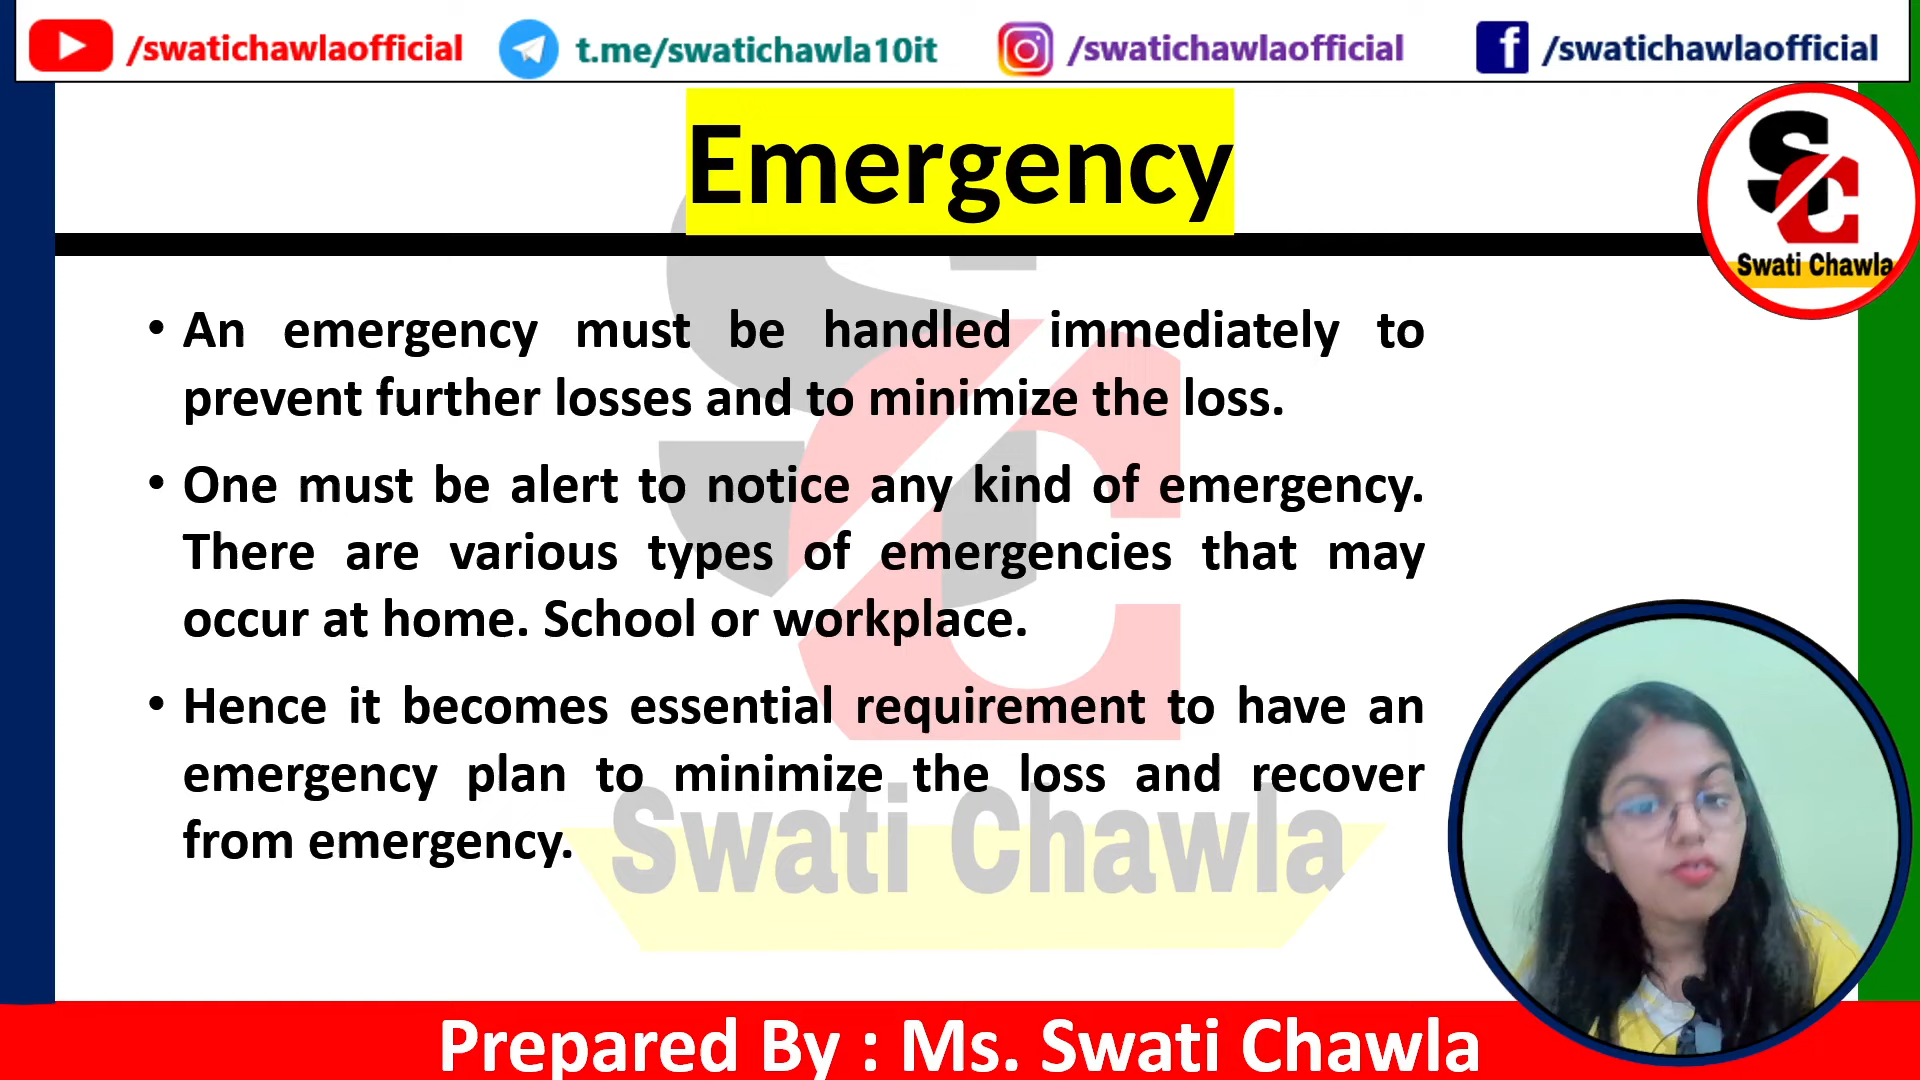 /swatichawlaofficial t.me/swatichawla10it /swatichawlaofficial /swatichawlaofficial
Emergency
SC
Swati Chawla
• An emergency must be handled immediately to
prevent further losses and to minimize the loss.
• One must be alert to notice any kind of emergency.
There are various types of emergencies that may
occur at home. School or workplace.
• Hence it becomes essential requirement to have an
emergency plan to minimize the loss and recover
from emergency.
SC
Swati Chawla
Prepared By : Ms. Swati Chawla